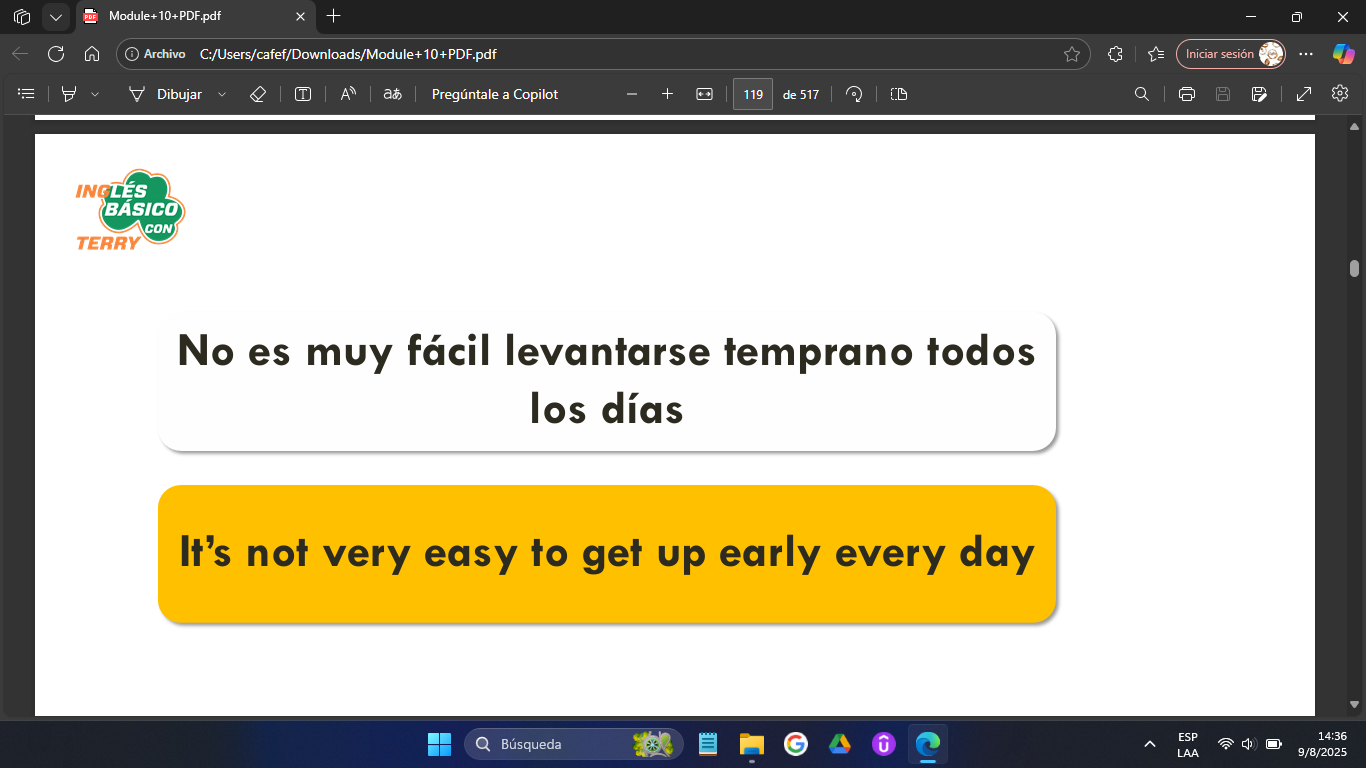 Module+10+PDF.pdf
Archivo C:/Users/cafef/Downloads/Module+10+PDF.pdf Iniciar sesión
Dibujar Pregúntale a Copilot 119 de 517
INGLÉS
BÁSICO
CON
TERRY
No es muy fácil levantarse temprano todos
los días
It's not very easy to get up early every day
Búsqueda
ESP
LAA
14:36
9/8/2025